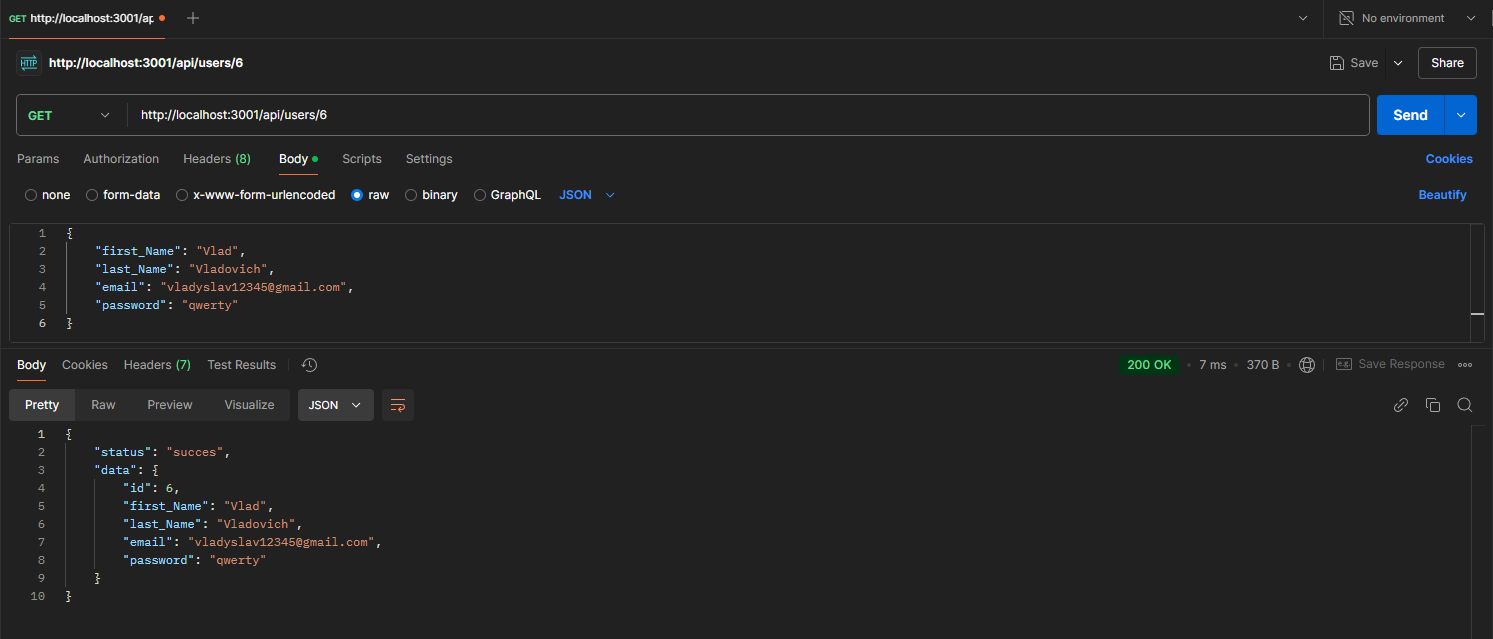 GET http://localhost:3001/ap
No environment
HTTP http://localhost:3001/api/users/6
Save
Share
GET http://localhost:3001/api/users/6
Send
Params Authorization Headers (8) Body Scripts Settings
Cookies
none form-data x-www-form-urlencoded raw binary GraphQL JSON
Beautify
1 {
2 "first_Name": "Vlad",
3 "last_Name": "Vladovich",
4 "email": "vladyslav12345@gmail.com",
5 "password": "qwerty"
6 }
Body Cookies Headers (7) Test Results
200 OK • 7 ms • 370 B
e.g. Save Response
Pretty Raw Preview Visualize JSON
1 {
2 "status": "succes",
3 "data": {
4 "id": 6,
5 "first_Name": "Vlad",
6 "last_Name": "Vladovich",
7 "email": "vladyslav12345@gmail.com",
8 "password": "qwerty"
9 }
10 }